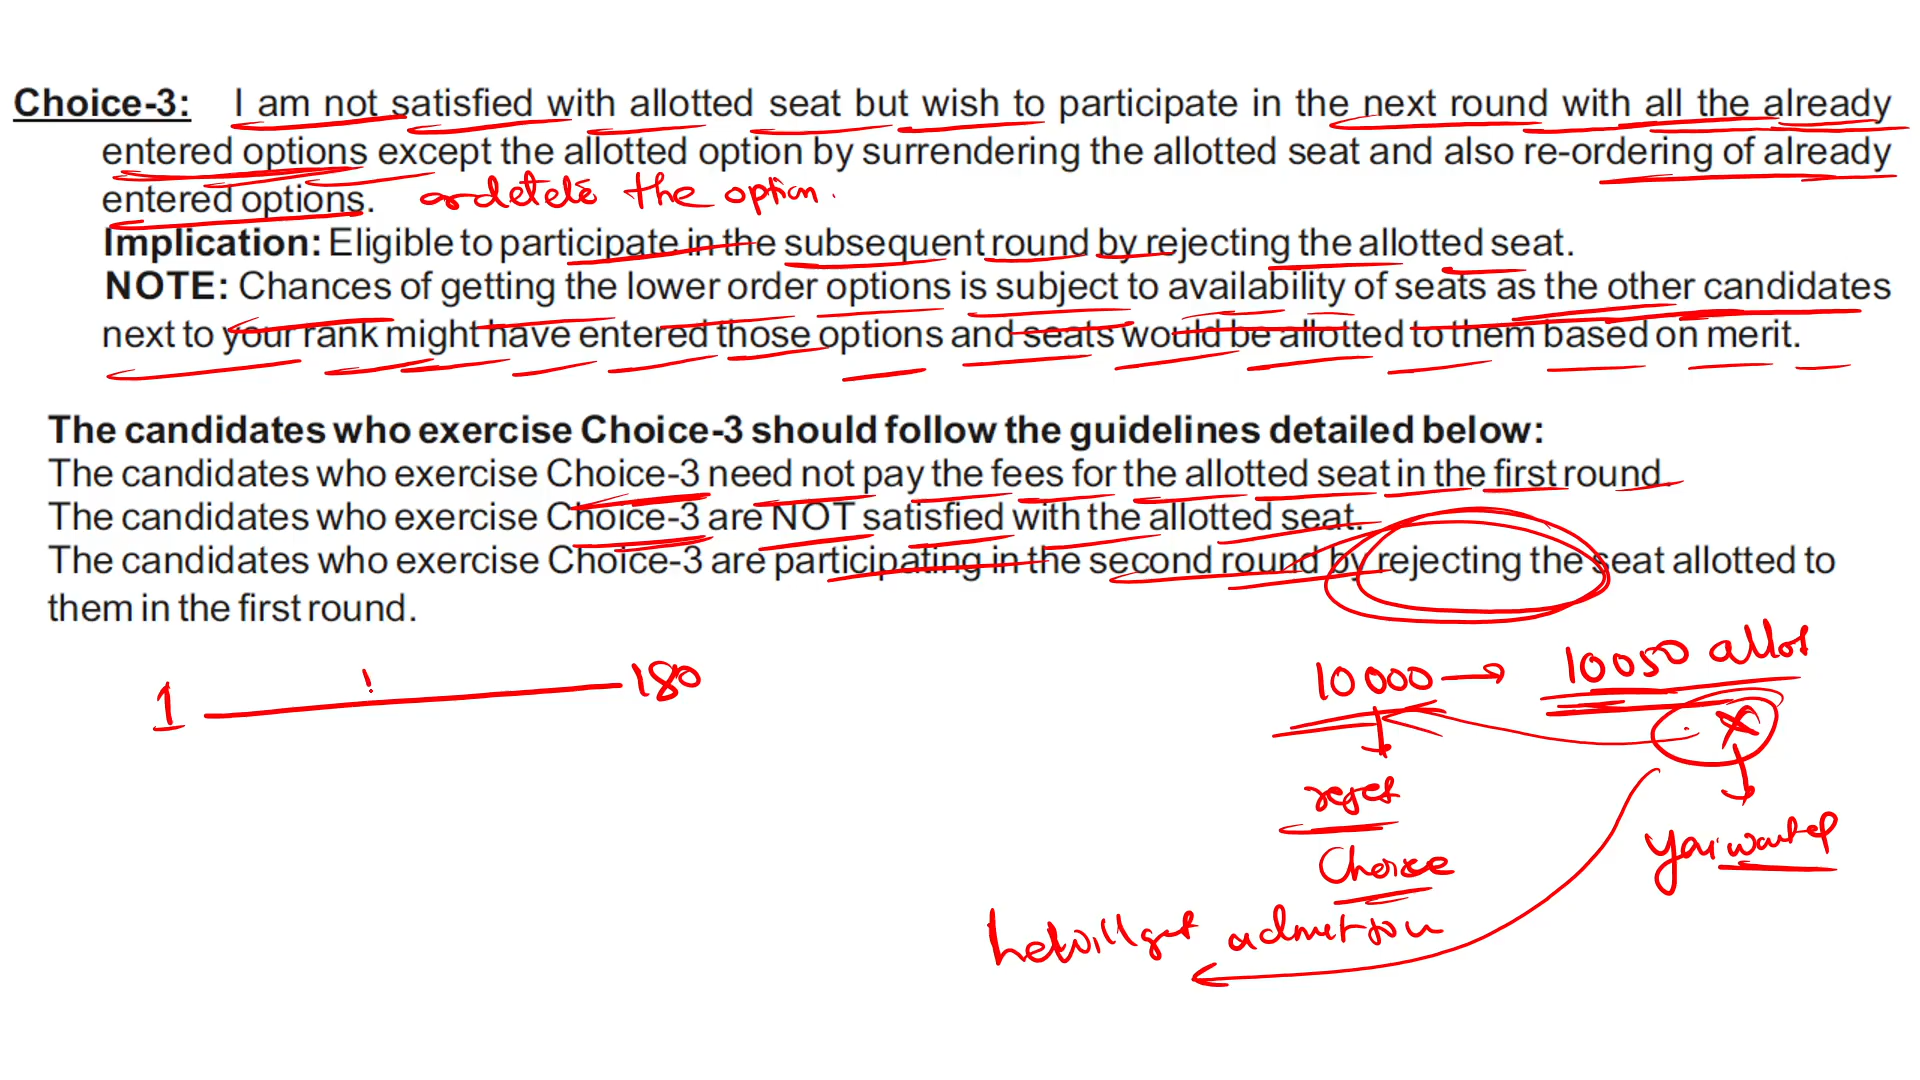 Choice-3: I am not satisfied with allotted seat but wish to participate in the next round with all the already
entered options except the allotted option by surrendering the allotted seat and also re-ordering of already
entered options. or delete the option.
Implication: Eligible to participate in the subsequent round by rejecting the allotted seat.
NOTE: Chances of getting the lower order options is subject to availability of seats as the other candidates
next to your rank might have entered those options and seats would be allotted to them based on merit.
The candidates who exercise Choice-3 should follow the guidelines detailed below:
The candidates who exercise Choice-3 need not pay the fees for the allotted seat in the first round.
The candidates who exercise Choice-3 are NOT satisfied with the allotted seat.
The candidates who exercise Choice-3 are participating in the second round by rejecting the seat allotted to
them in the first round.
1 ! 180
10000 → 10050 allot
X
reject
Choice
he will get admission